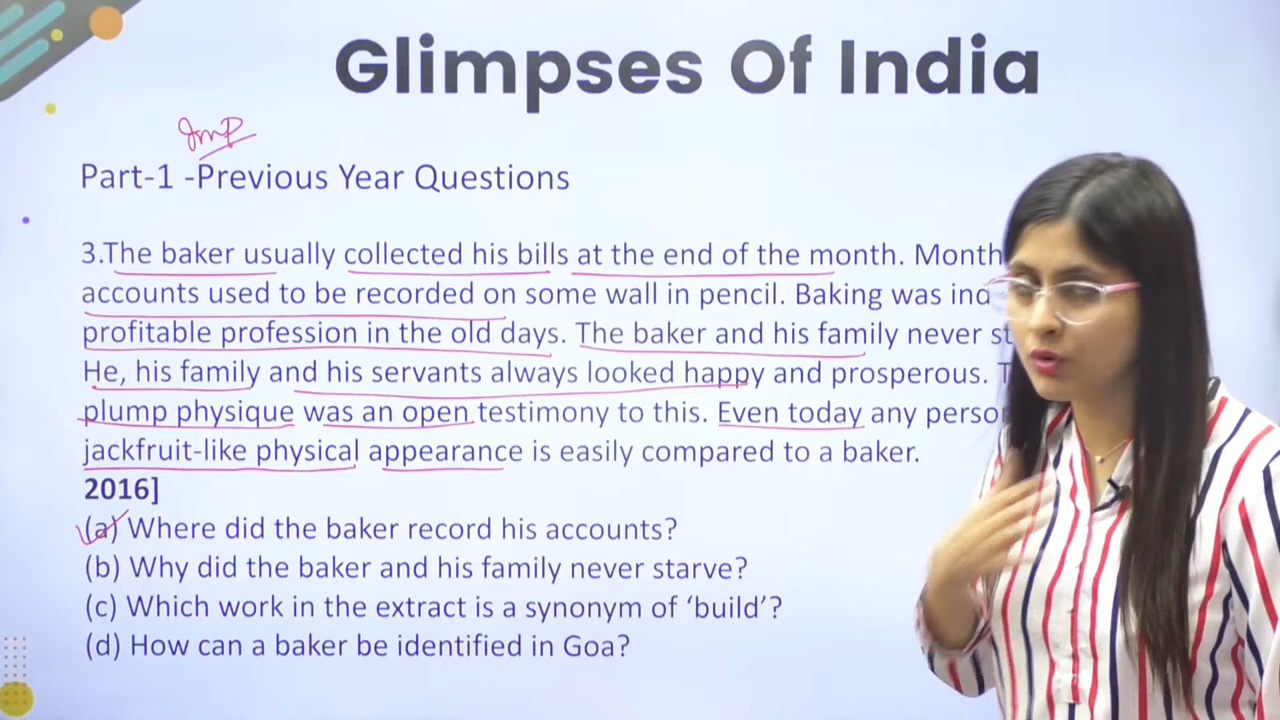 Glimpses Of India
Imp
Part-1 -Previous Year Questions
3.The baker usually collected his bills at the end of the month. Month
accounts used to be recorded on some wall in pencil. Baking was ind
profitable profession in the old days. The baker and his family never st
He, his family and his servants always looked happy and prosperous. T
plump physique was an open testimony to this. Even today any person
jackfruit-like physical appearance is easily compared to a baker.
2016]
(a) Where did the baker record his accounts?
(b) Why did the baker and his family never starve?
(c) Which work in the extract is a synonym of ‘build’?
(d) How can a baker be identified in Goa?